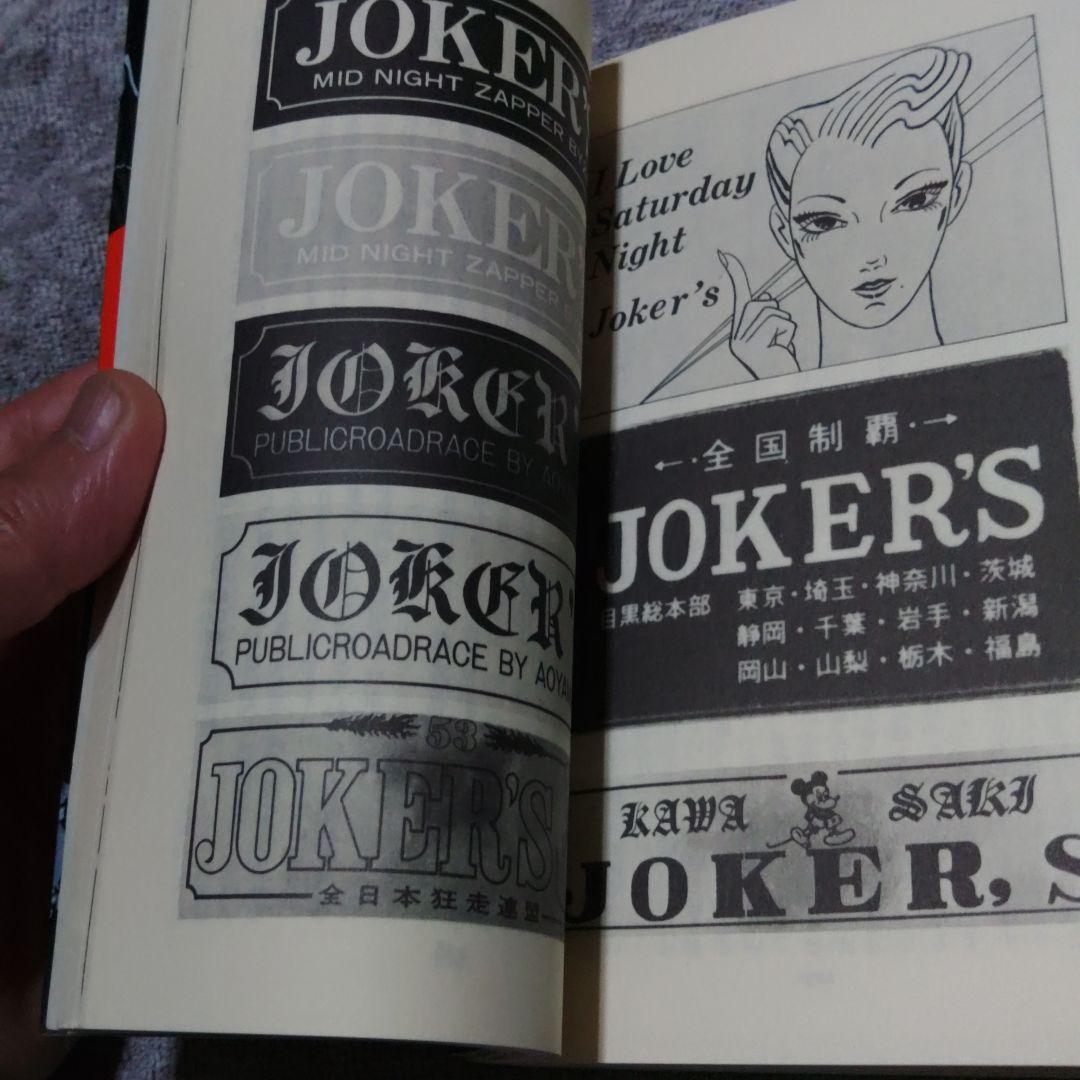 JOKER'
MID NIGHT ZAPPER BY
JOKER'
MID NIGHT ZAPPER B
JOKER'
PUBLICROADRACE BY AOY
JOKER'
PUBLICROADRACE BY AOYA
53
JOKER'S
全日本狂走連盟
I Love
Saturday
Night
Joker's
←・全国制覇・→
JOKER'S
目黒総本部 東京・埼玉・神奈川・茨城
静岡・千葉・岩手・新潟
岡山・山梨・栃木・福島
KAWA SAKI
JOKER,S